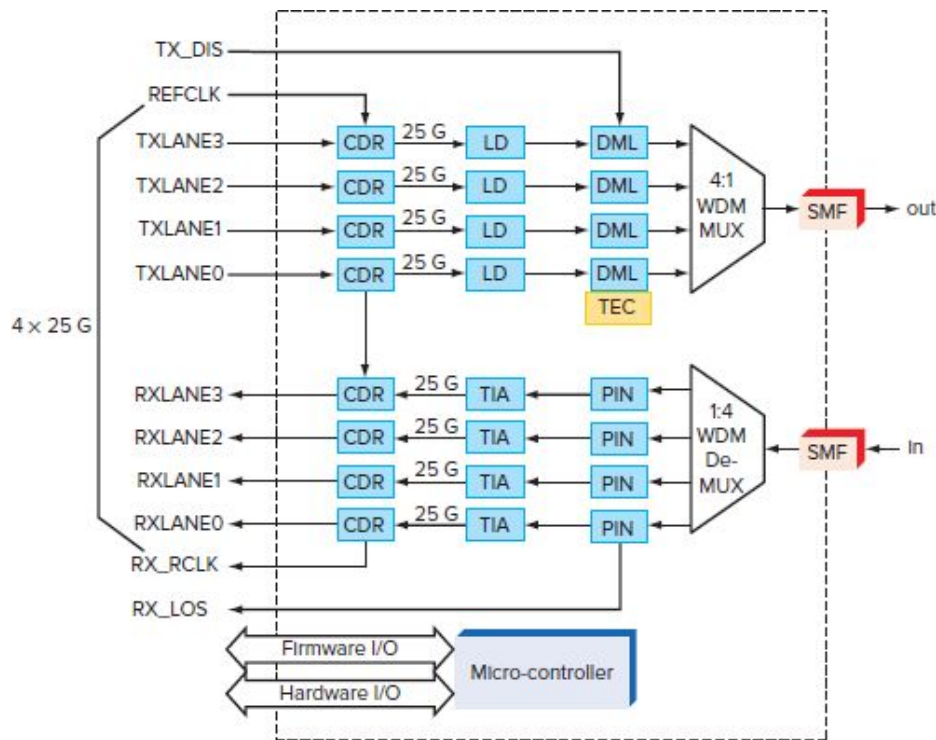 TX_DIS
REFCLK
TXLANE3
CDR
25 G
LD
DML
TXLANE2
CDR
25 G
LD
DML
TXLANE1
CDR
25 G
LD
DML
TXLANE0
CDR
25 G
LD
DML
TEC
4:1
WDM
MUX
SMF
out
4 × 25 G
RXLANE3
CDR
25 G
TIA
PIN
RXLANE2
CDR
25 G
TIA
PIN
RXLANE1
CDR
25 G
TIA
PIN
RXLANE0
CDR
25 G
TIA
PIN
1:4
WDM
De-
MUX
SMF
In
RX_RCLK
RX_LOS
Firmware I/O
Hardware I/O
Micro-controller